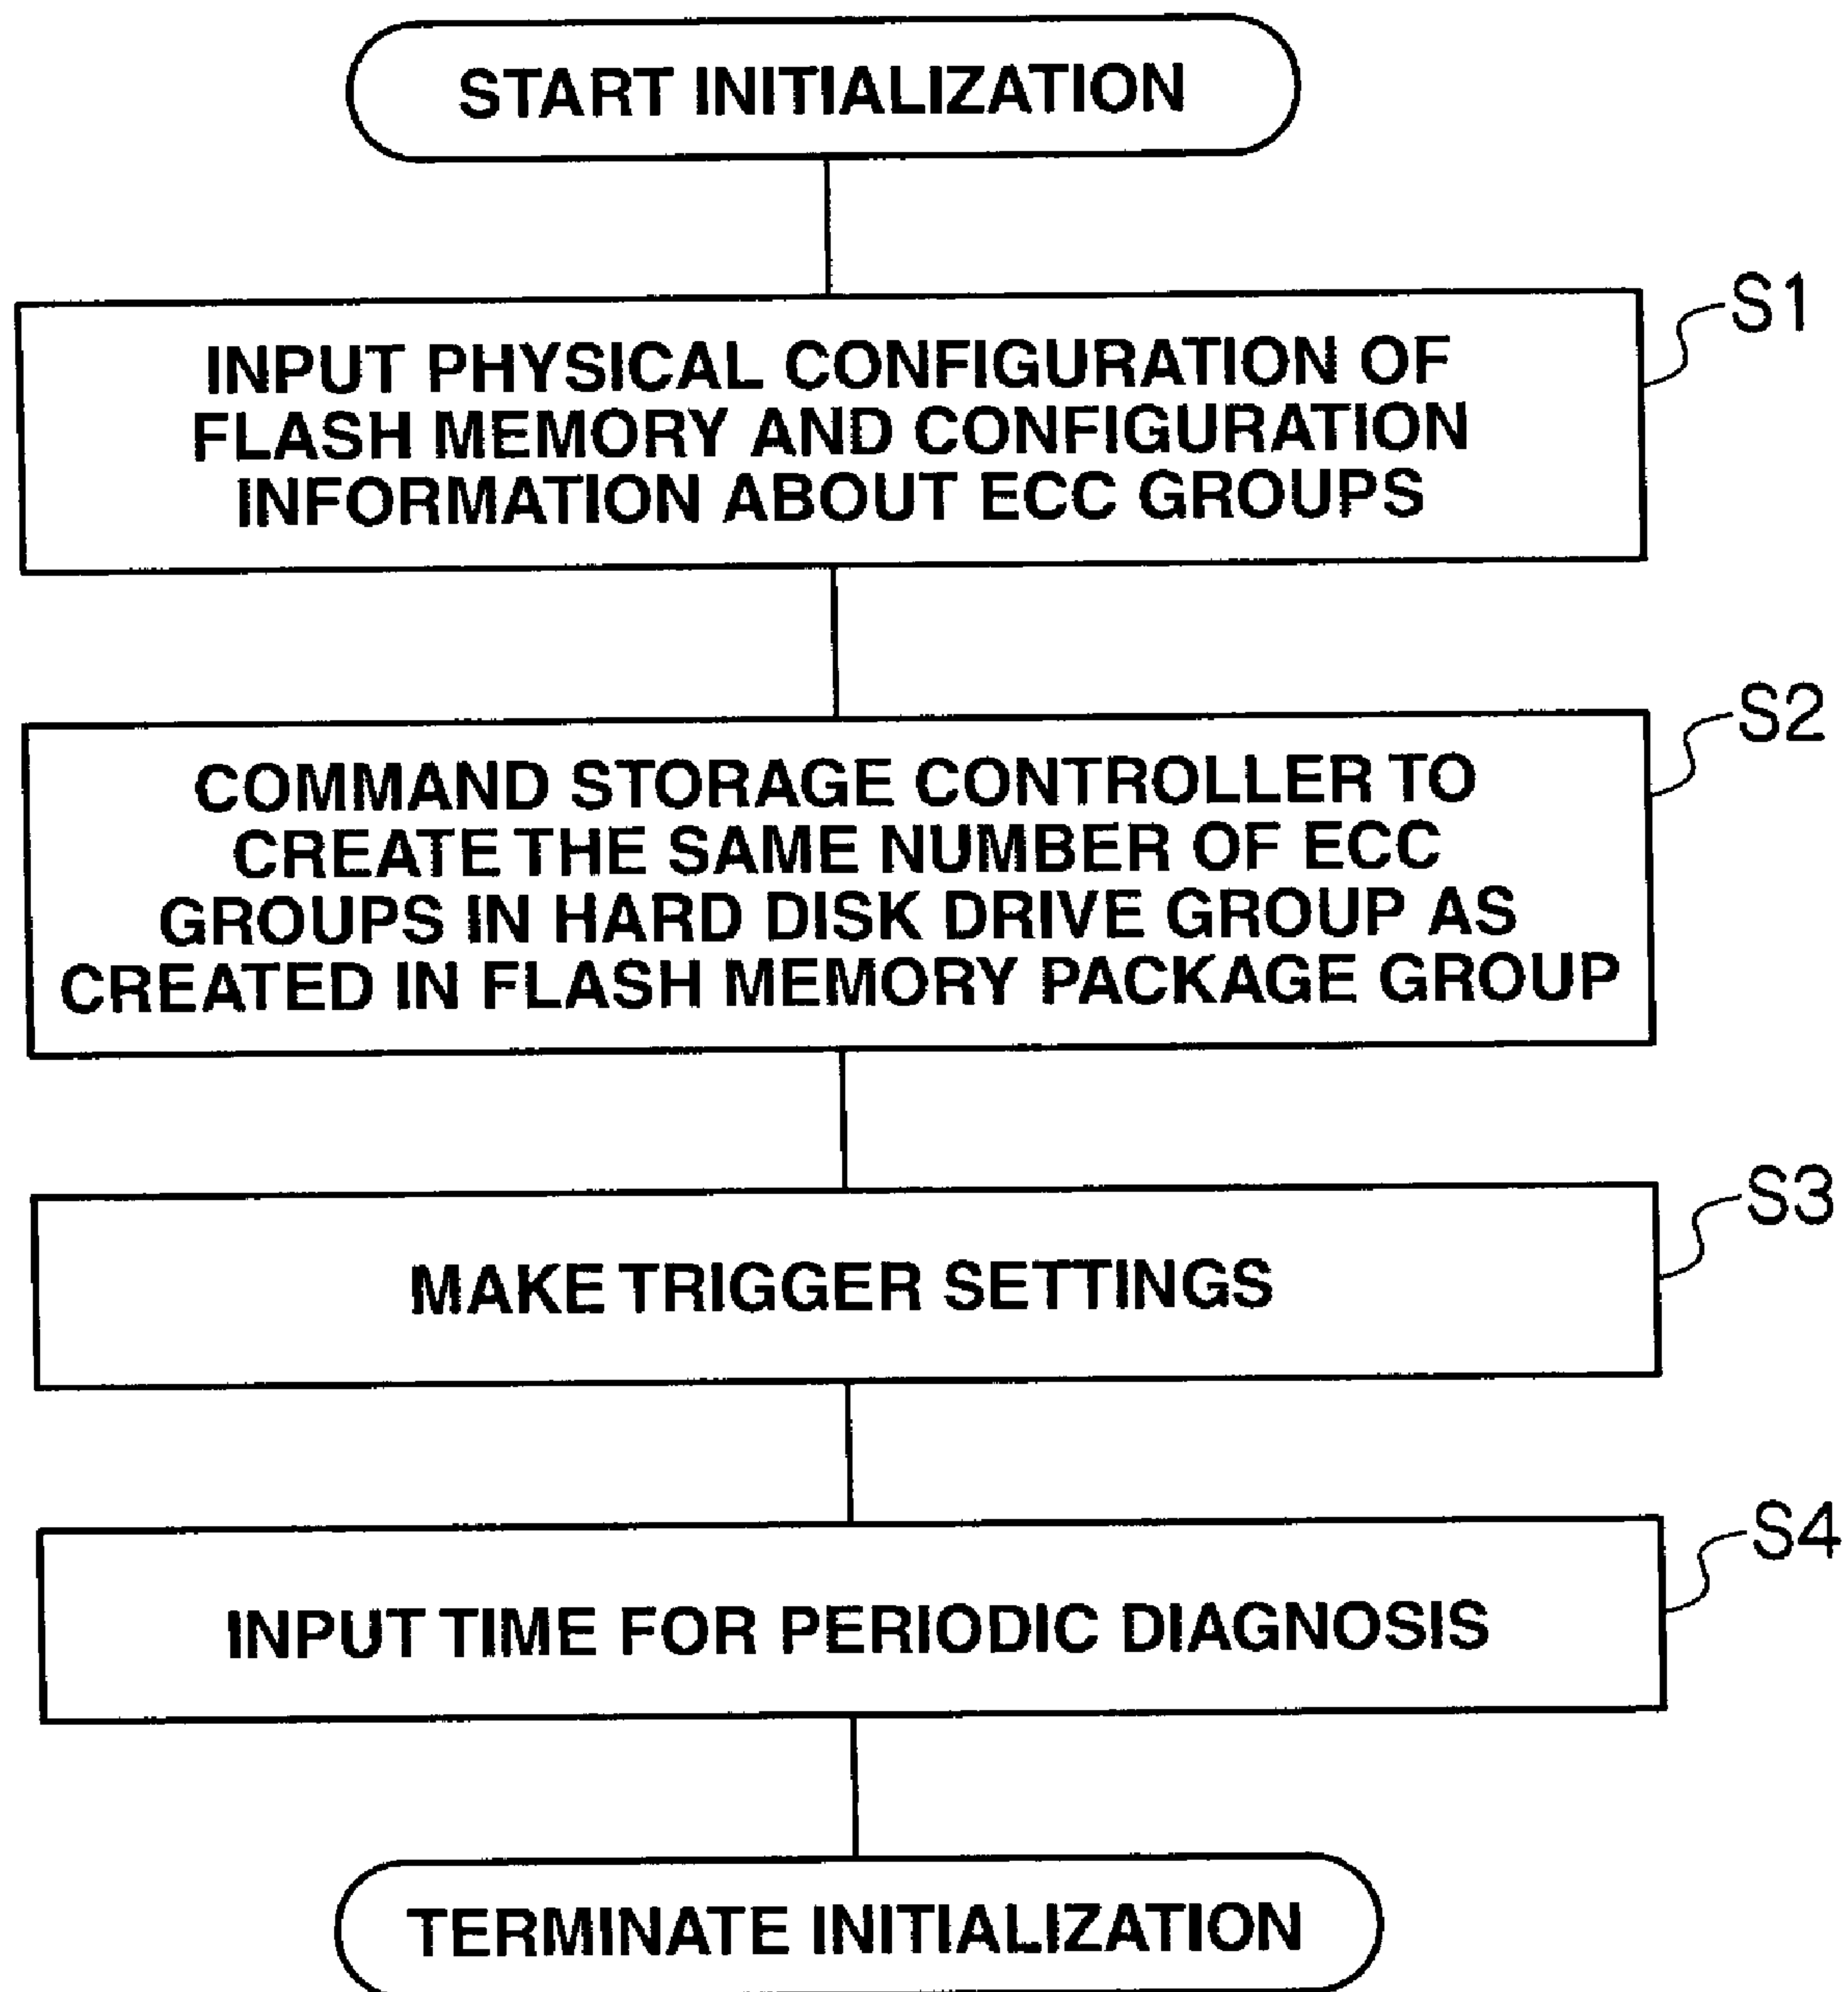 START INITIALIZATION
S1
INPUT PHYSICAL CONFIGURATION OF
FLASH MEMORY AND CONFIGURATION
INFORMATION ABOUT ECC GROUPS
S2
COMMAND STORAGE CONTROLLER TO
CREATE THE SAME NUMBER OF ECC
GROUPS IN HARD DISK DRIVE GROUP AS
CREATED IN FLASH MEMORY PACKAGE GROUP
S3
MAKE TRIGGER SETTINGS
S4
INPUT TIME FOR PERIODIC DIAGNOSIS
TERMINATE INITIALIZATION